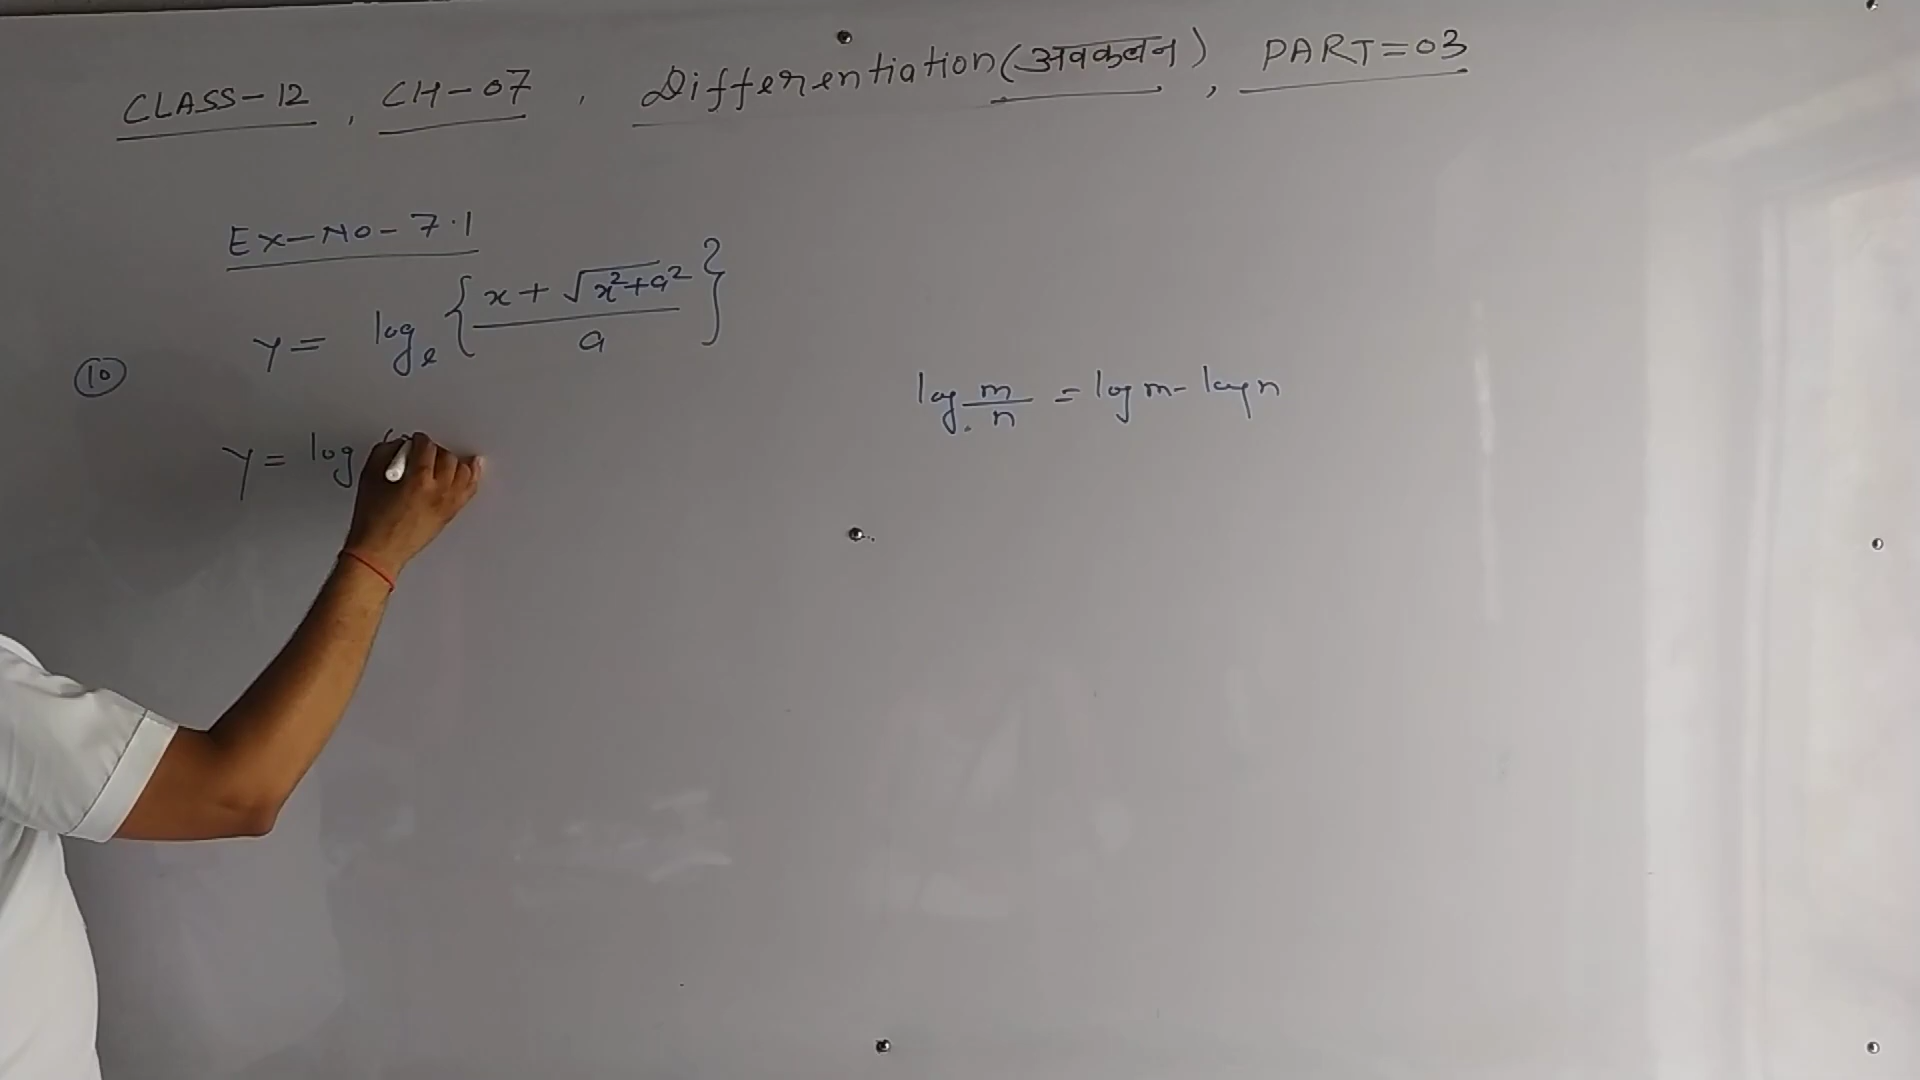 CLASS-12, CH-07, Differentiation(अवकलन), PART=03
Ex-No-7.1
(10) y = log_e {(x + √(x²+a²))/a}
log m/n = log m - log n
y = log (x